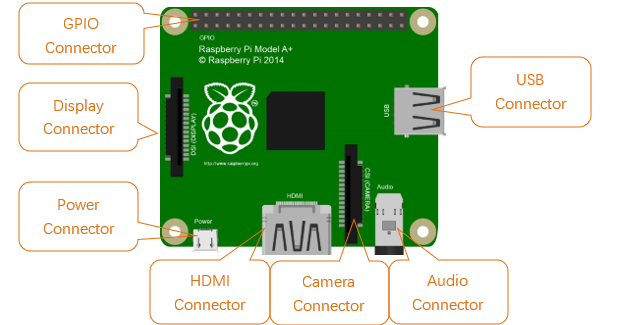 GPIO
Connector
GPIO
Raspberry Pi Model A+
© Raspberry Pi 2014
USB
Connector
Display
Connector
DSI (DISPLAY)
TM
USB
http://www.raspberrypi.org
CSI (CAMERA)
Audio
HDMI
Power
Connector
Power
HDMI
Connector
Camera
Connector
Audio
Connector